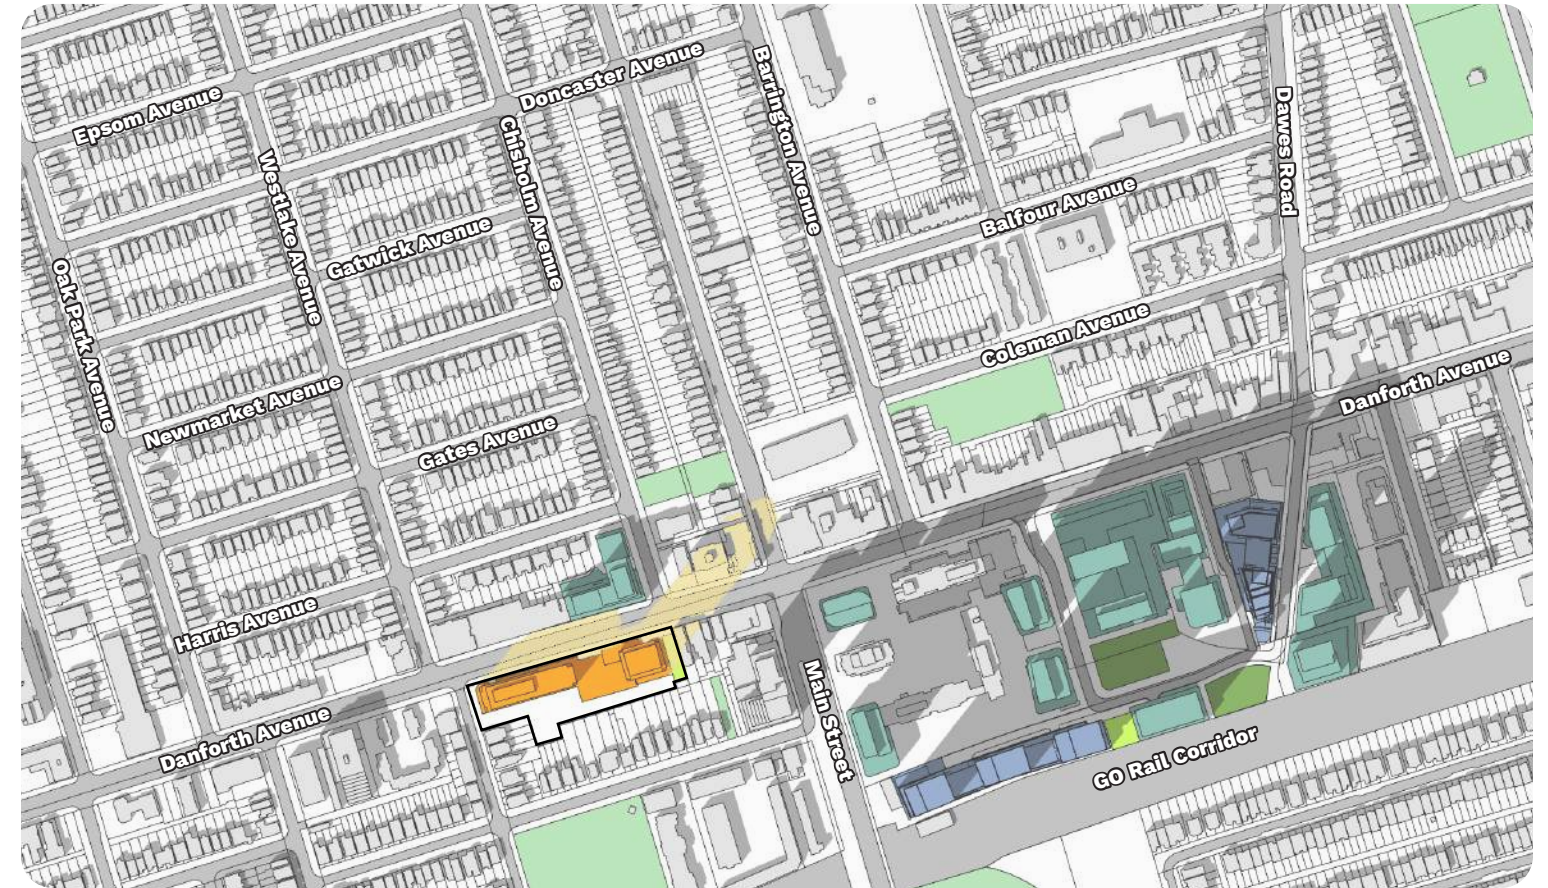 Epsom Avenue
Doncaster Avenue
Barrington Avenue
Dawes Road
Westlake Avenue
Chisholm Avenue
Gatwick Avenue
Balfour Avenue
Oak Park Avenue
Coleman Avenue
Newmarket Avenue
Gates Avenue
Danforth Avenue
Harris Avenue
Danforth Avenue
Main Street
GO Rail Corridor